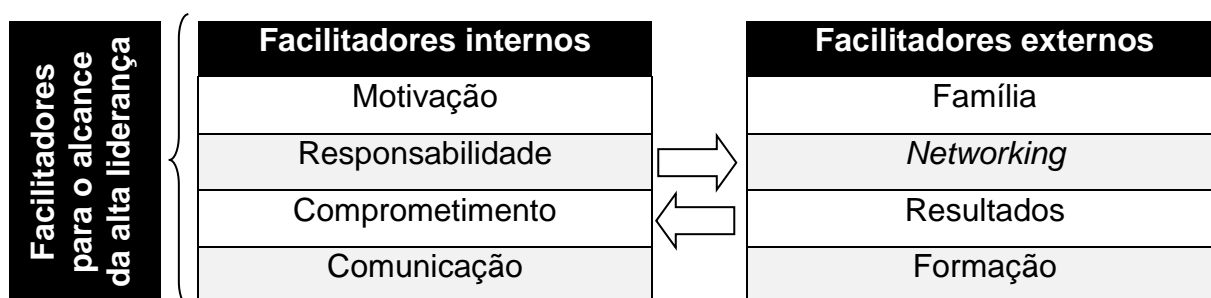 Facilitadores
para o alcance
da alta liderança
Facilitadores internos
Motivação
Responsabilidade
Comprometimento
Comunicação
Facilitadores externos
Família
Networking
Resultados
Formação